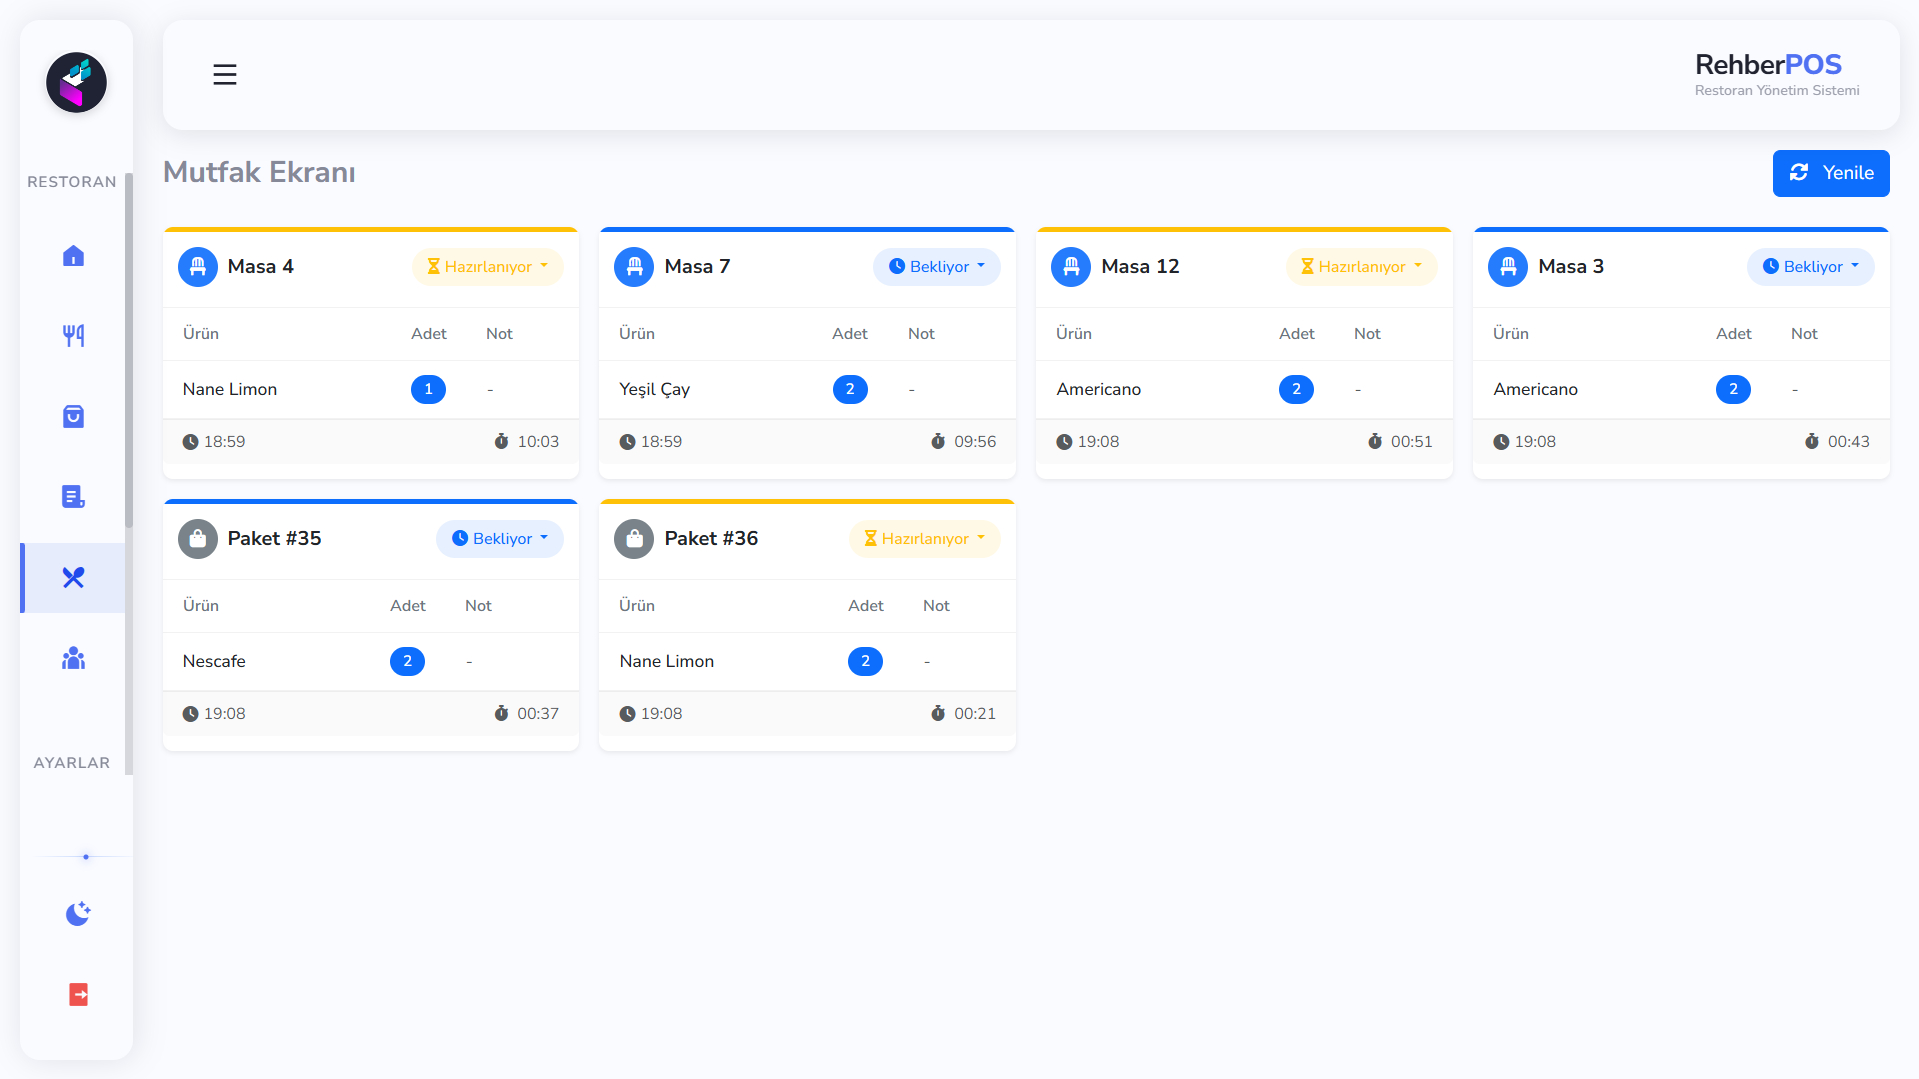 RehberPOS
Restoran Yönetim Sistemi
RESTORAN
AYARLAR
Mutfak Ekranı
Yenile
Masa 4
Hazırlanıyor
Ürün Adet Not
Nane Limon 1 -
18:59 10:03
Masa 7
Bekliyor
Ürün Adet Not
Yeşil Çay 2 -
18:59 09:56
Masa 12
Hazırlanıyor
Ürün Adet Not
Americano 2 -
19:08 00:51
Masa 3
Bekliyor
Ürün Adet Not
Americano 2 -
19:08 00:43
Paket #35
Bekliyor
Ürün Adet Not
Nescafe 2 -
19:08 00:37
Paket #36
Hazırlanıyor
Ürün Adet Not
Nane Limon 2 -
19:08 00:21